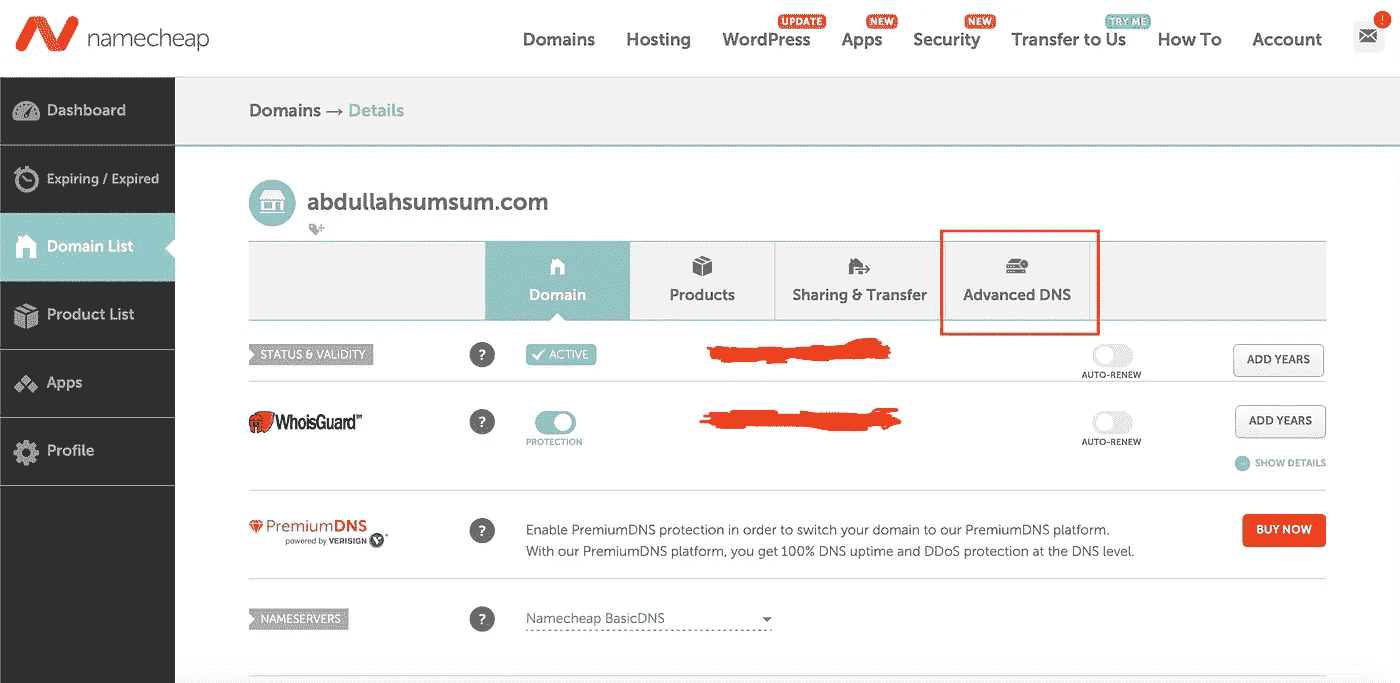 namecheap
Domains
Hosting
UPDATE
WordPress
NEW
Apps
NEW
Security
TRY ME
Transfer to Us
How To
Account
!
Dashboard
Expiring / Expired
Domain List
Product List
Apps
Profile
Domains → Details
abdullahsumsum.com
Domain
Products
Sharing & Transfer
Advanced DNS
STATUS & VALIDITY
?
ACTIVE
AUTO-RENEW
ADD YEARS
WhoisGuard™
?
PROTECTION
AUTO-RENEW
ADD YEARS
SHOW DETAILS
PremiumDNS
powered by VERISIGN
?
Enable PremiumDNS protection in order to switch your domain to our PremiumDNS platform.
With our PremiumDNS platform, you get 100% DNS uptime and DDoS protection at the DNS level.
BUY NOW
NAMESERVERS
?
Namecheap BasicDNS